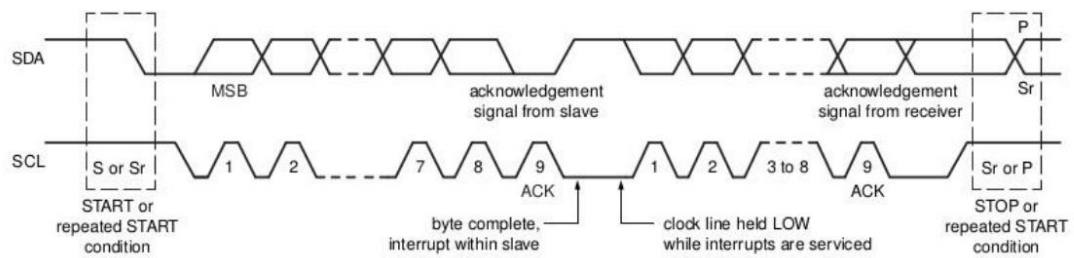 P
SDA
MSB
acknowledgement
signal from slave
acknowledgement
signal from receiver
Sr
SCL
S or Sr
1
2
7
8
9
1
2
3 to 8
9
Sr or P
ACK
ACK
START or
repeated START
condition
byte complete,
interrupt within slave
clock line held LOW
while interrupts are serviced
STOP or
repeated START
condition